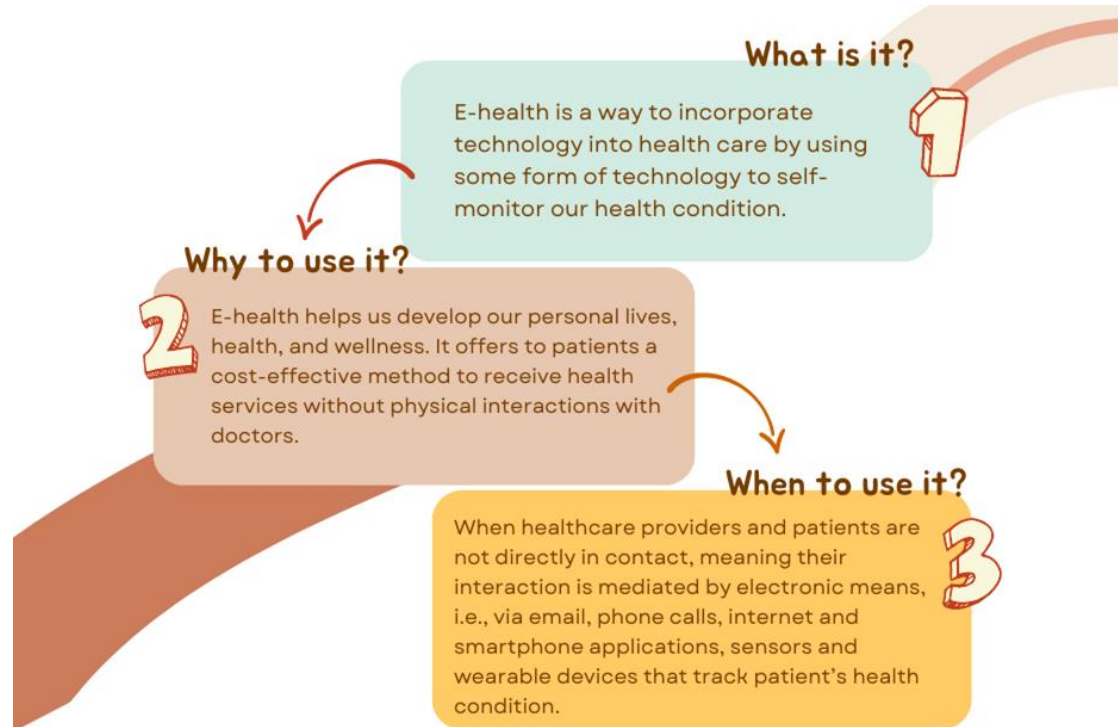 What is it?
1
E-health is a way to incorporate
technology into health care by using
some form of technology to self-
monitor our health condition.
Why to use it?
2
E-health helps us develop our personal lives,
health, and wellness. It offers to patients a
cost-effective method to receive health
services without physical interactions with
doctors.
When to use it?
3
When healthcare providers and patients are
not directly in contact, meaning their
interaction is mediated by electronic means,
i.e., via email, phone calls, internet and
smartphone applications, sensors and
wearable devices that track patient's health
condition.